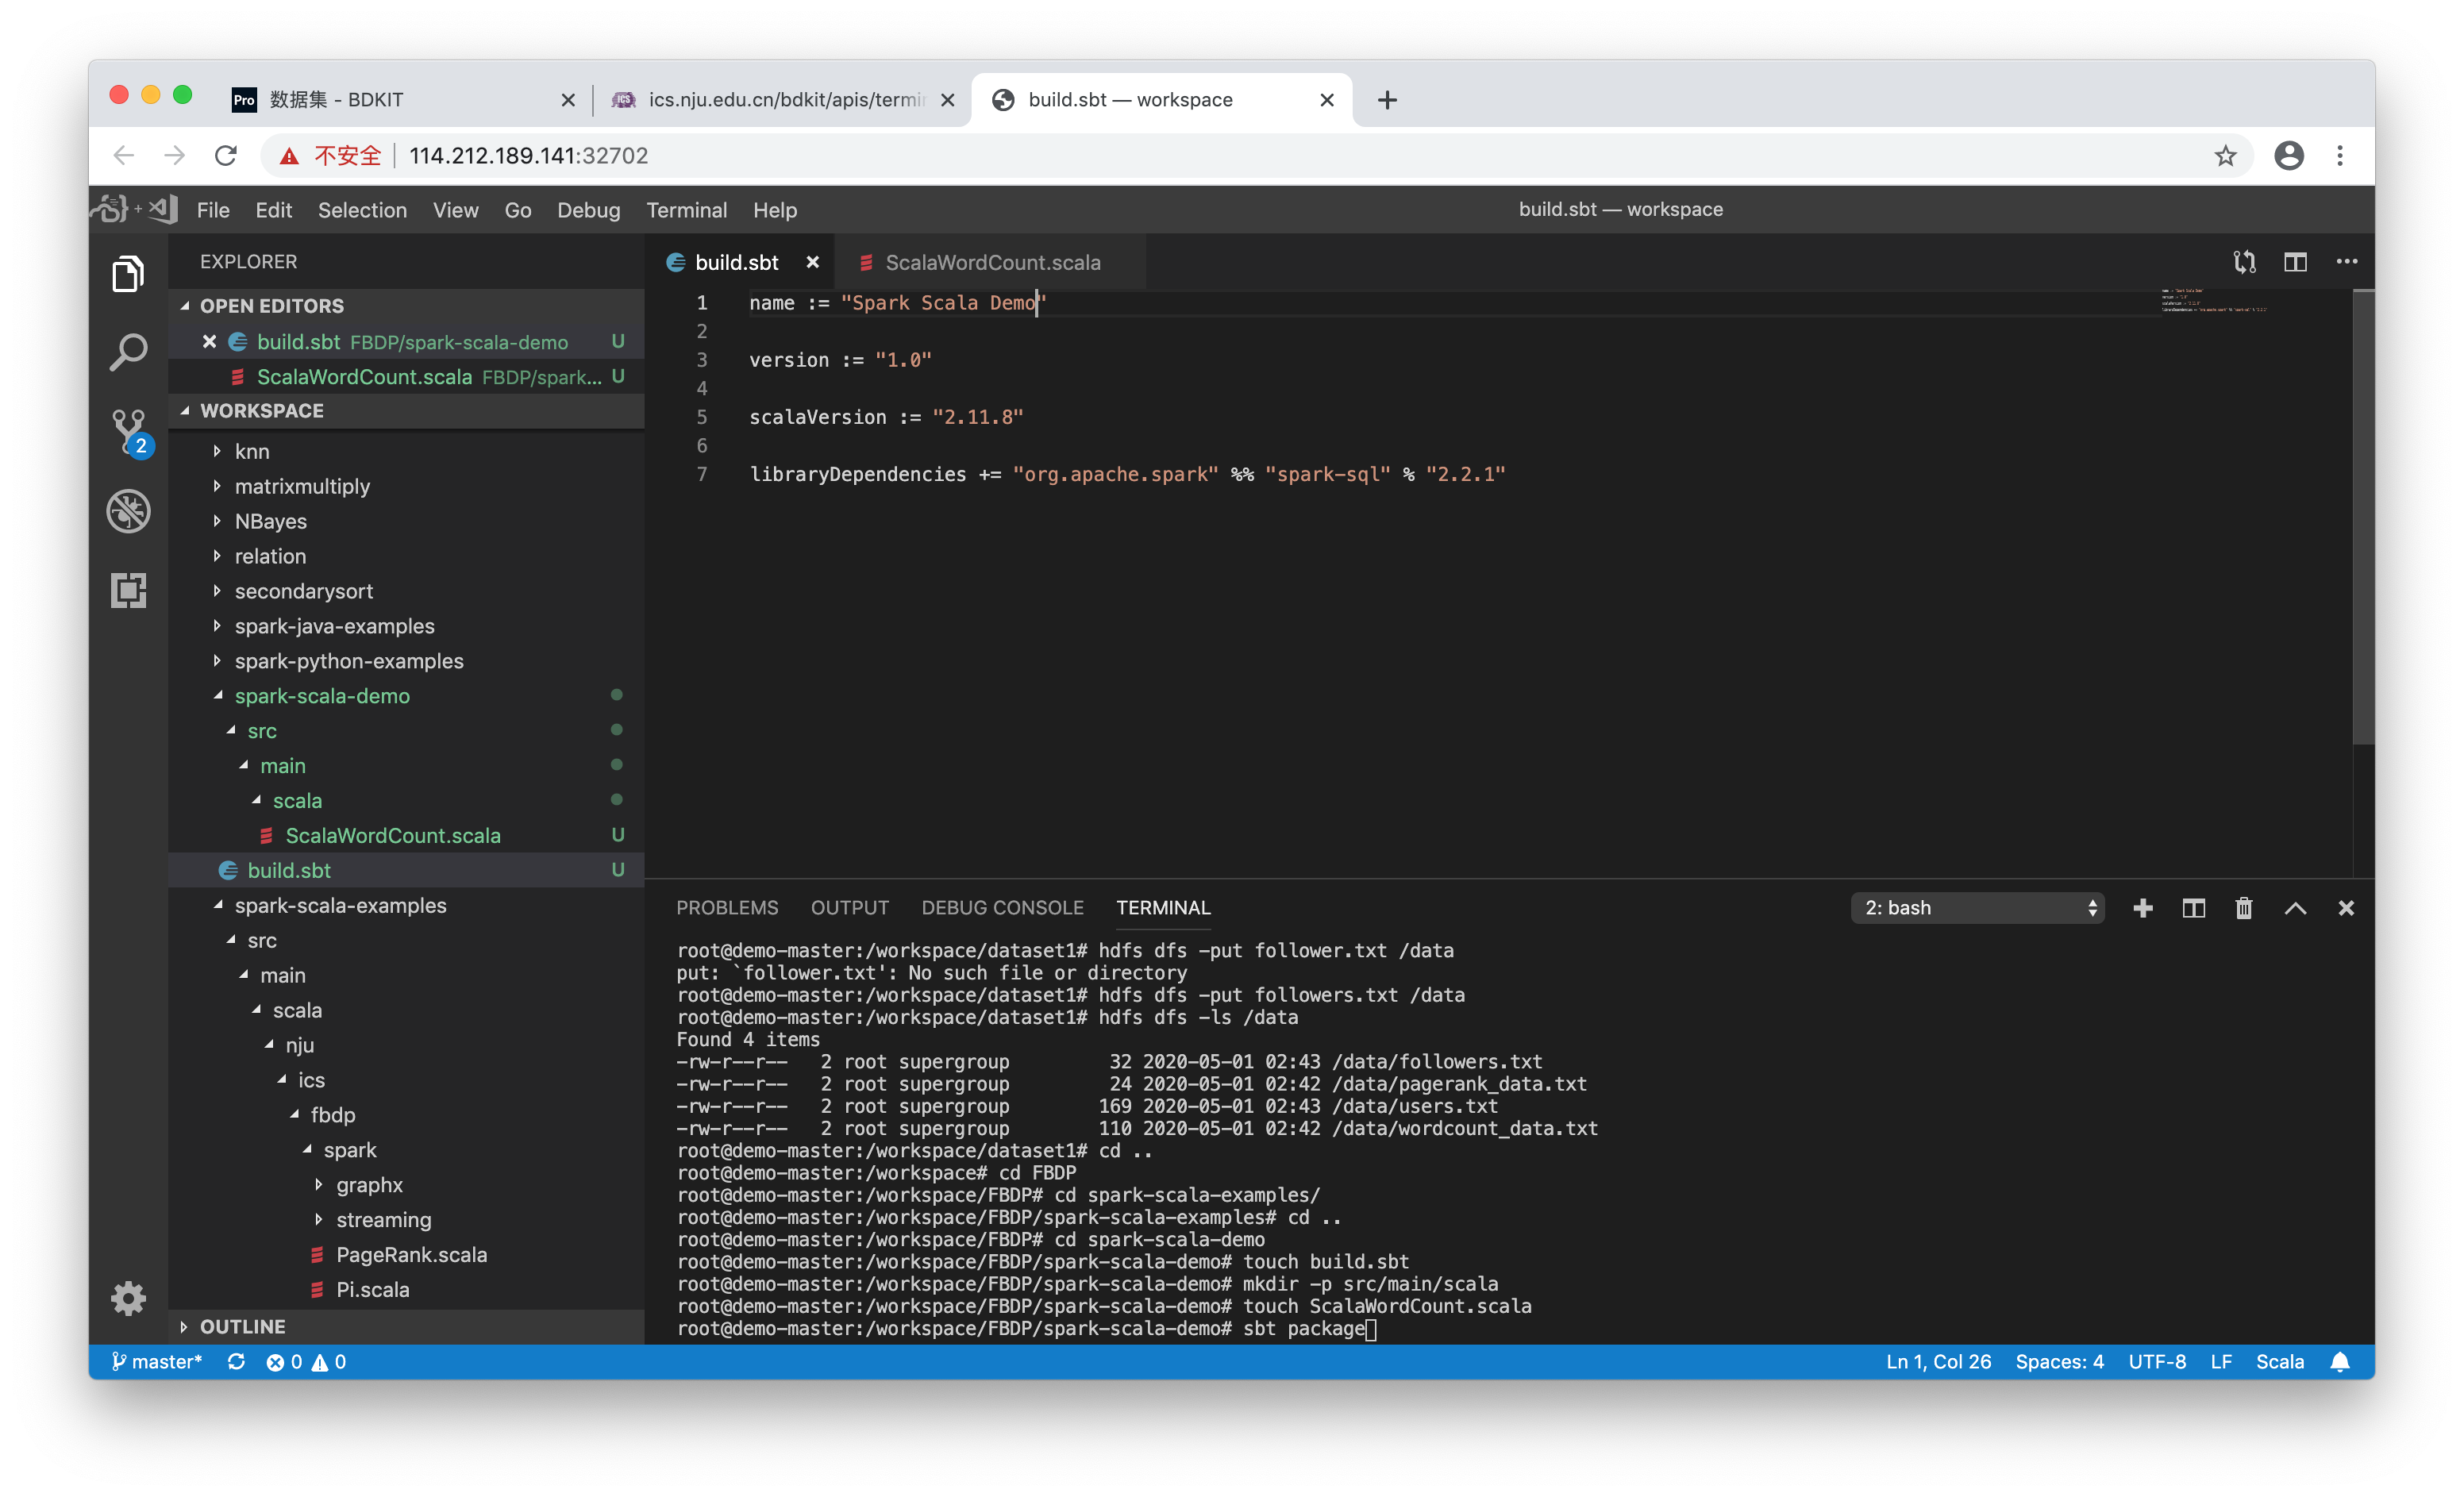 Pro 数据集 - BDKIT
ICS ics.nju.edu.cn/bdkit/apis/termi
build.sbt — workspace
不安全 114.212.189.141:32702
File Edit Selection View Go Debug Terminal Help
build.sbt — workspace
EXPLORER
OPEN EDITORS
build.sbt FBDP/spark-scala-demo U
ScalaWordCount.scala FBDP/spark... U
WORKSPACE
2
knn
matrixmultiply
NBayes
relation
secondarysort
spark-java-examples
spark-python-examples
spark-scala-demo
src
main
scala
ScalaWordCount.scala U
build.sbt U
spark-scala-examples
src
main
scala
nju
ics
fbdp
spark
graphx
streaming
PageRank.scala
Pi.scala
OUTLINE
build.sbt
ScalaWordCount.scala
1 name := "Spark Scala Demo"
2
3 version := "1.0"
4
5 scalaVersion := "2.11.8"
6
7 libraryDependencies += "org.apache.spark" %% "spark-sql" % "2.2.1"
PROBLEMS OUTPUT DEBUG CONSOLE TERMINAL
2: bash
root@demo-master:/workspace/dataset1# hdfs dfs -put follower.txt /data
put: `follower.txt': No such file or directory
root@demo-master:/workspace/dataset1# hdfs dfs -put followers.txt /data
root@demo-master:/workspace/dataset1# hdfs dfs -ls /data
Found 4 items
-rw-r--r-- 2 root supergroup 32 2020-05-01 02:43 /data/followers.txt
-rw-r--r-- 2 root supergroup 24 2020-05-01 02:42 /data/pagerank_data.txt
-rw-r--r-- 2 root supergroup 169 2020-05-01 02:43 /data/users.txt
-rw-r--r-- 2 root supergroup 110 2020-05-01 02:42 /data/wordcount_data.txt
root@demo-master:/workspace/dataset1# cd ..
root@demo-master:/workspace# cd FBDP
root@demo-master:/workspace/FBDP# cd spark-scala-examples/
root@demo-master:/workspace/FBDP/spark-scala-examples# cd ..
root@demo-master:/workspace/FBDP# cd spark-scala-demo
root@demo-master:/workspace/FBDP/spark-scala-demo# touch build.sbt
root@demo-master:/workspace/FBDP/spark-scala-demo# mkdir -p src/main/scala
root@demo-master:/workspace/FBDP/spark-scala-demo# touch ScalaWordCount.scala
root@demo-master:/workspace/FBDP/spark-scala-demo# sbt package
master* 0 0
Ln 1, Col 26 Spaces: 4 UTF-8 LF Scala